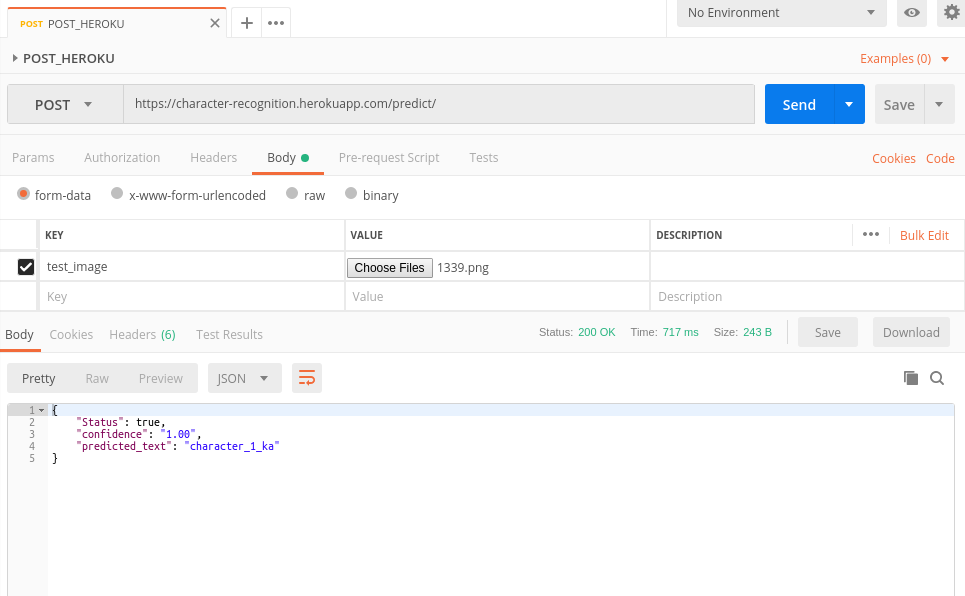 POST POST_HEROKU
No Environment
POST_HEROKU
Examples (0)
POST https://character-recognition.herokuapp.com/predict/ Send Save
Params Authorization Headers Body Pre-request Script Tests Cookies Code
form-data x-www-form-urlencoded raw binary
KEY VALUE DESCRIPTION Bulk Edit
test_image Choose Files 1339.png
Key Value Description
Body Cookies Headers (6) Test Results Status: 200 OK Time: 717 ms Size: 243 B Save Download
Pretty Raw Preview JSON
1 {
2 "Status": true,
3 "confidence": "1.00",
4 "predicted_text": "character_1_ka"
5 }